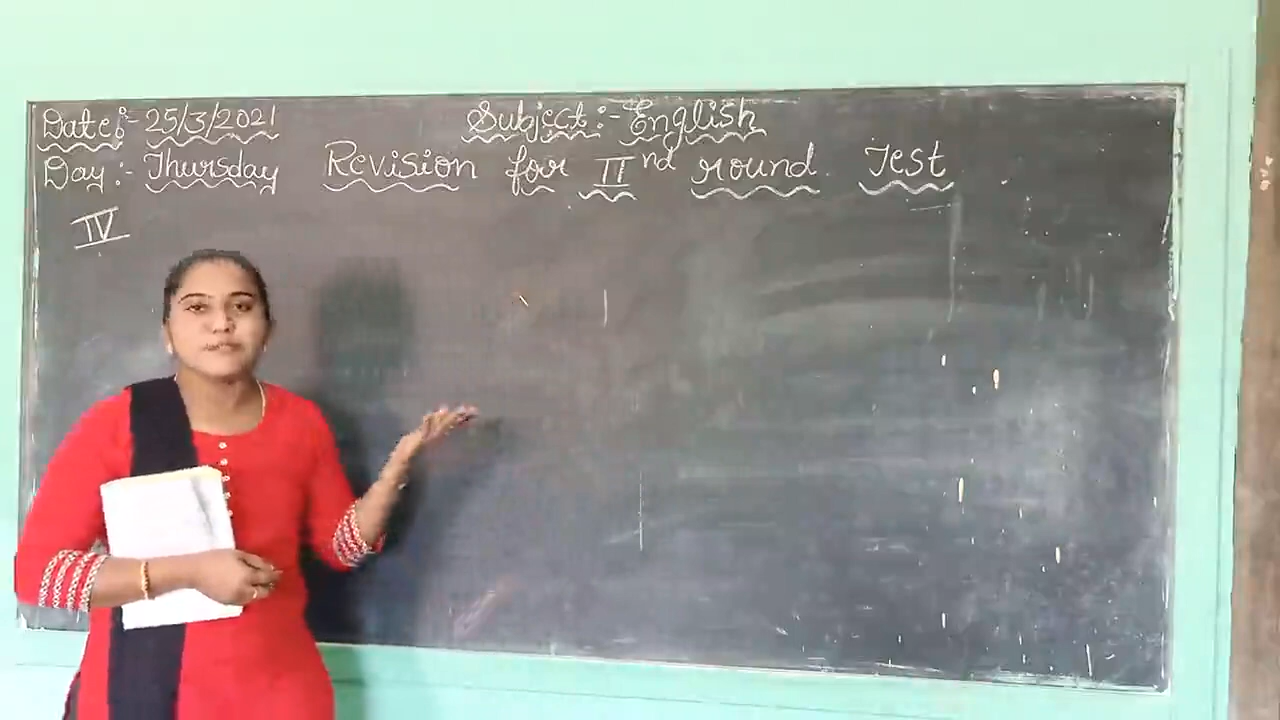 Date:- 25/3/2021 Subject:- English
Day:- Thursday Revision for IInd round Test
IV